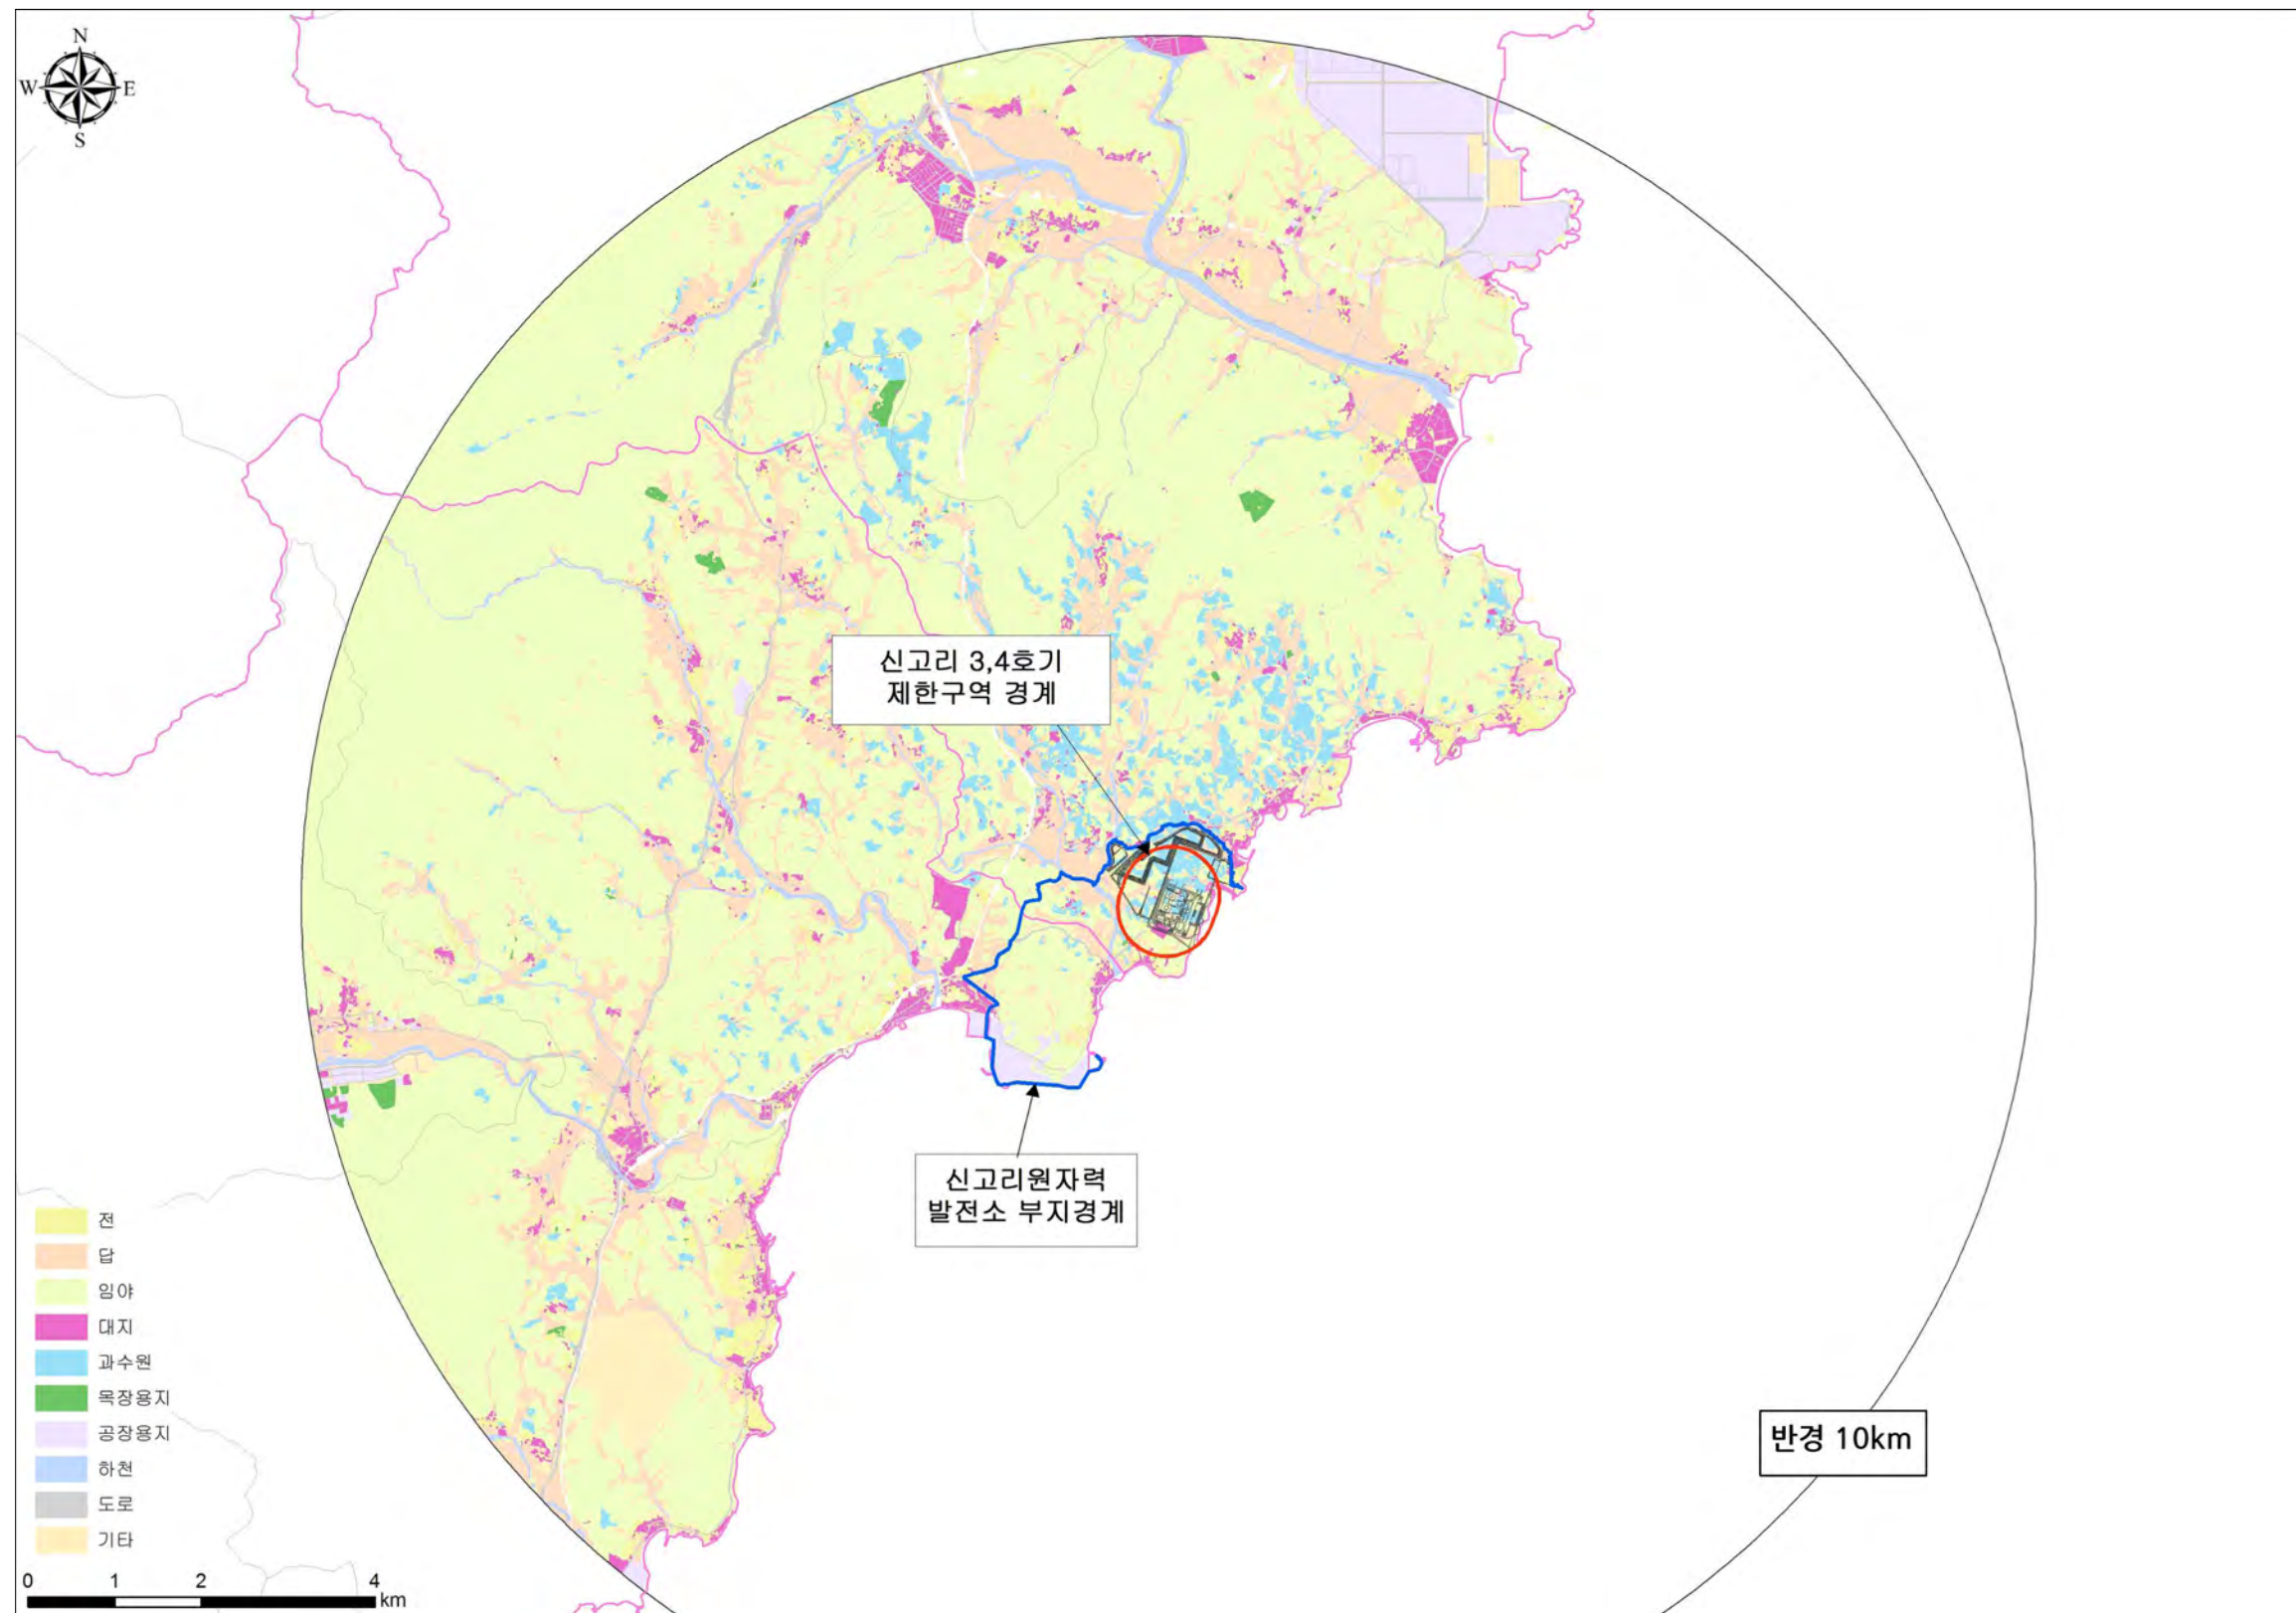 N
W E
S
신고리 3,4호기
제한구역 경계
신고리원자력
발전소 부지경계
반경 10km
전
답
임야
대지
과수원
목장용지
공장용지
하천
도로
기타
0 1 2 4
km